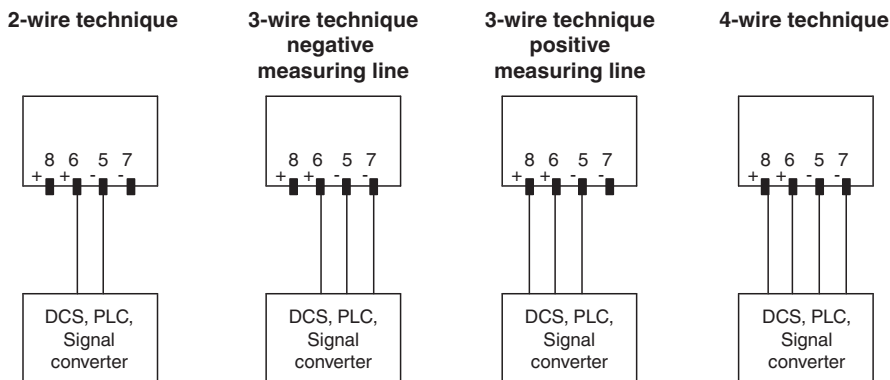 2-wire technique
3-wire technique
negative
measuring line
3-wire technique
positive
measuring line
4-wire technique
8 6 5 7
+ + - -
8 6 5 7
+ + - -
8 6 5 7
+ + - -
8 6 5 7
+ + - -
DCS, PLC,
Signal
converter
DCS, PLC,
Signal
converter
DCS, PLC,
Signal
converter
DCS, PLC,
Signal
converter